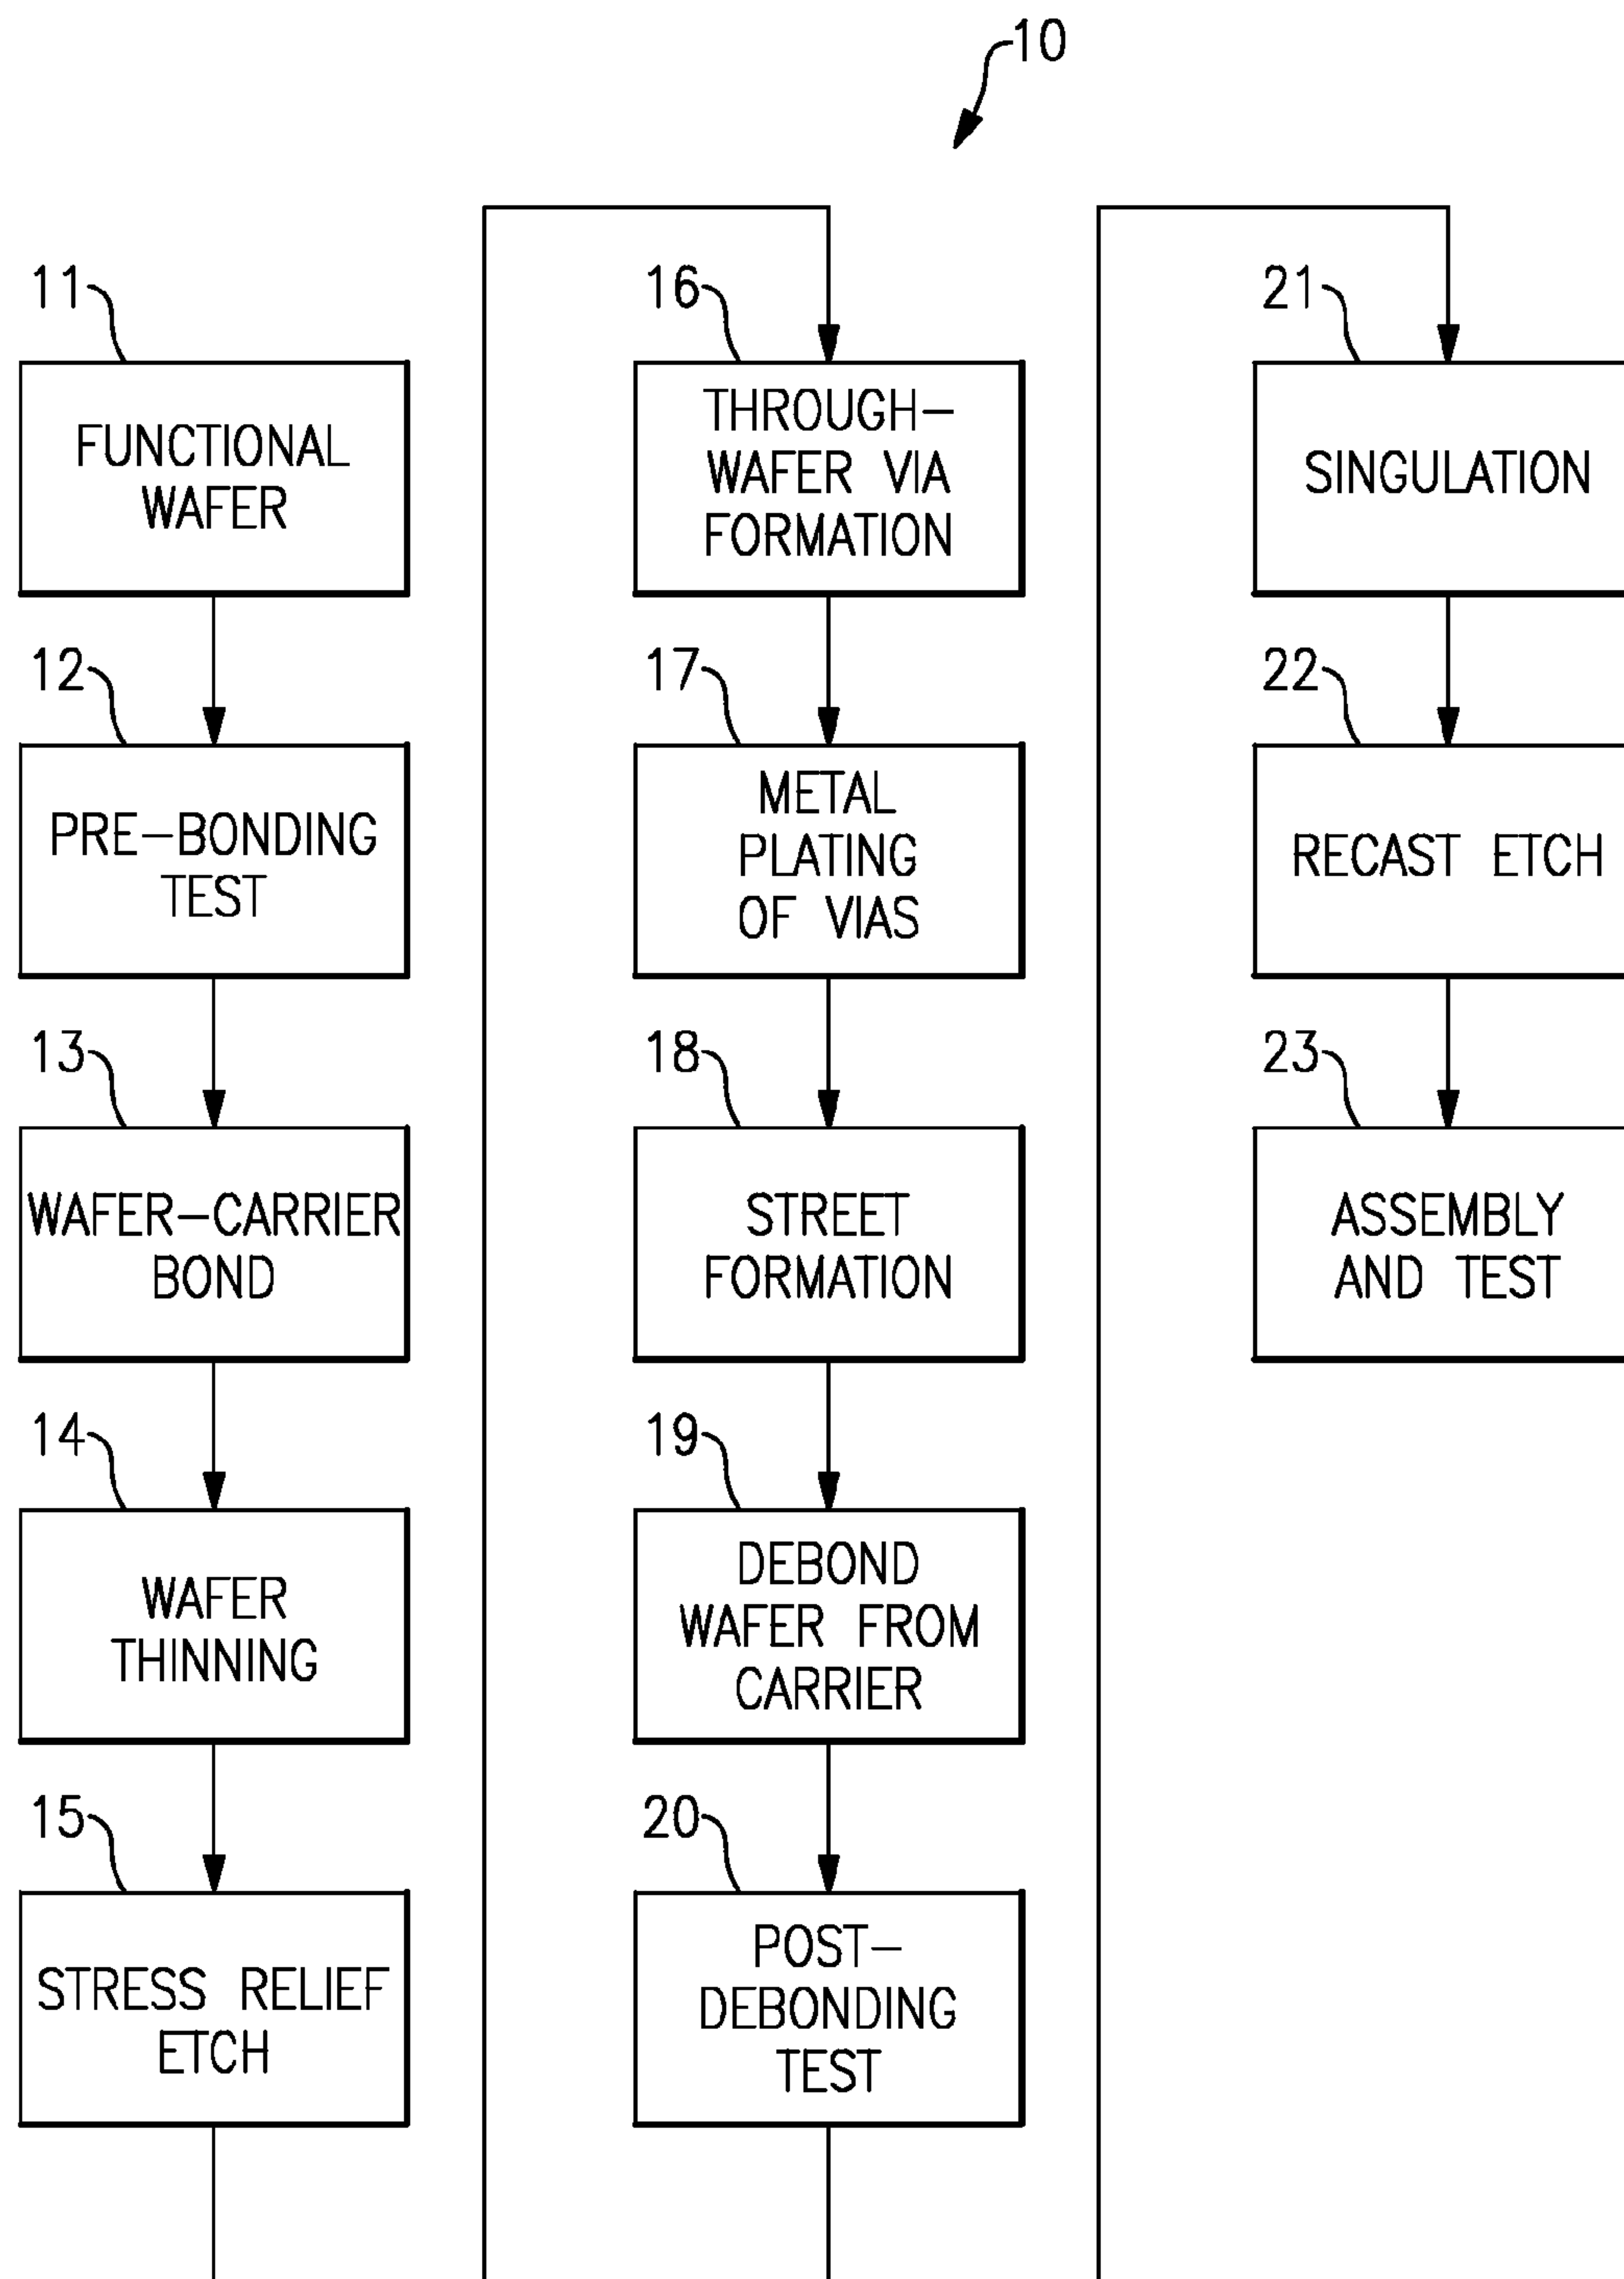 10
11
FUNCTIONAL
WAFER
12
PRE-BONDING
TEST
13
WAFER-CARRIER
BOND
14
WAFER
THINNING
15
STRESS RELIEF
ETCH
16
THROUGH-
WAFER VIA
FORMATION
17
METAL
PLATING
OF VIAS
18
STREET
FORMATION
19
DEBOND
WAFER FROM
CARRIER
20
POST-
DEBONDING
TEST
21
SINGULATION
22
RECAST ETCH
23
ASSEMBLY
AND TEST